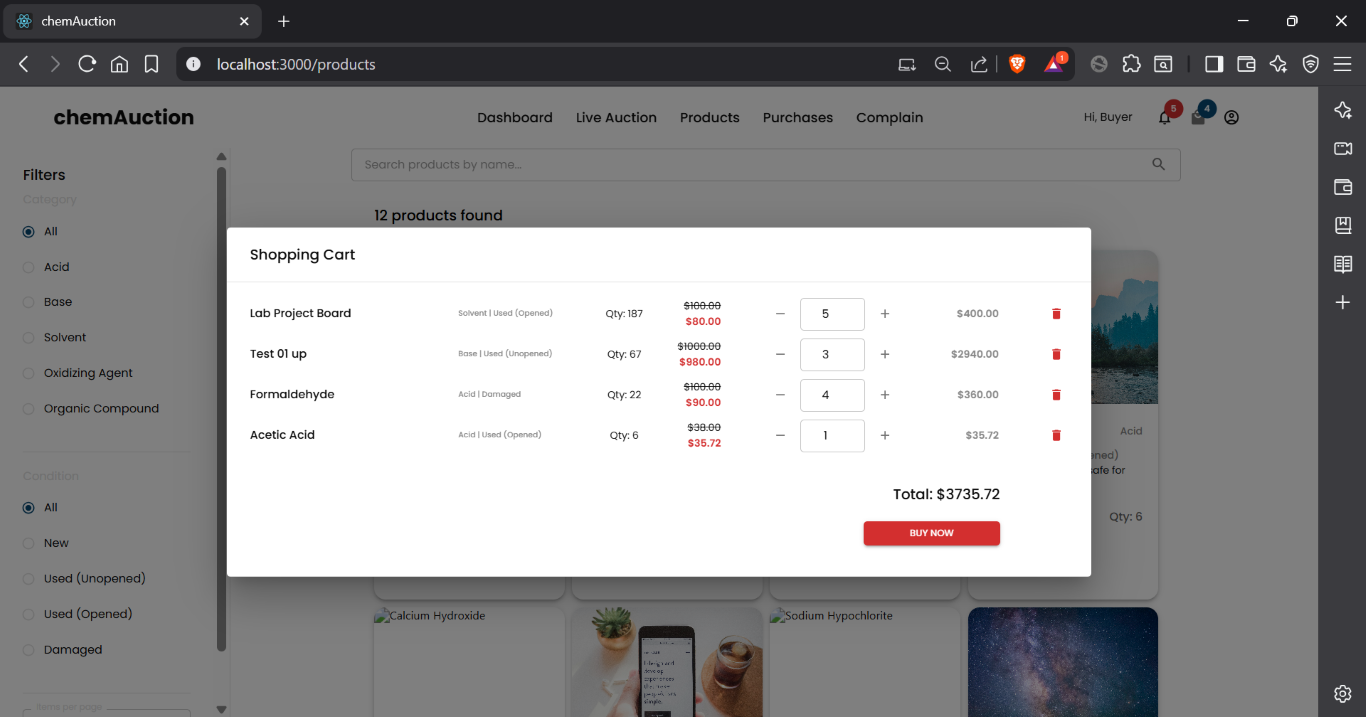 chemAuction
localhost:3000/products
1
chemAuction
Dashboard Live Auction Products Purchases Complain
Hi, Buyer 5 4
Filters
Category
All
Acid
Base
Solvent
Oxidizing Agent
Organic Compound
Condition
All
New
Used (Unopened)
Used (Opened)
Damaged
Items per page
Search products by name...
12 products found
Shopping Cart
Lab Project Board Solvent | Used (Opened) Qty: 187 $100.00 $80.00 − 5 + $400.00
Test 01 up Base | Used (Unopened) Qty: 67 $1000.00 $980.00 − 3 + $2940.00
Formaldehyde Acid | Damaged Qty: 22 $100.00 $90.00 − 4 + $360.00
Acetic Acid Acid | Used (Opened) Qty: 6 $38.00 $35.72 − 1 + $35.72
Total: $3735.72
BUY NOW
Acid
ned)
afe for
Qty: 6
Calcium Hydroxide
Sodium Hypochlorite